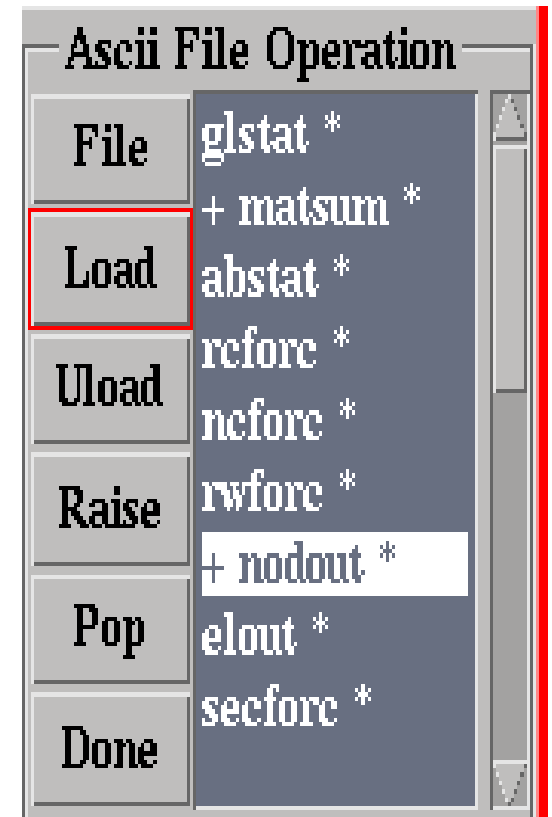 Ascii File Operation
File
Load
Uload
Raise
Pop
Done
glstat *
+ matsum *
abstat *
rcforc *
ncforc *
rwforc *
+ nodout *
elout *
secforc *